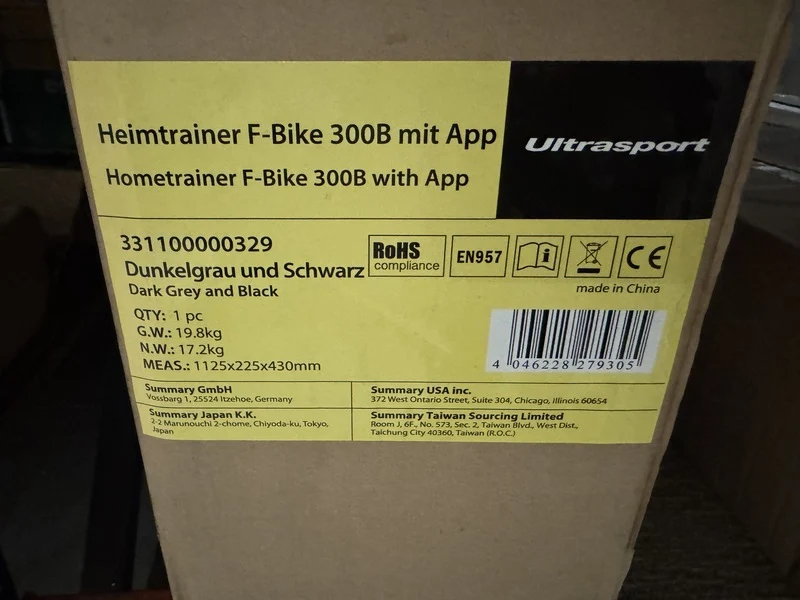 Heimtrainer F-Bike 300B mit App
Hometrainer F-Bike 300B with App
Ultrasport
331100000329
Dunkelgrau und Schwarz
Dark Grey and Black
RoHS
compliance
EN957
i
CE
made in China
QTY: 1 pc
G.W.: 19.8kg
N.W.: 17.2kg
MEAS.: 1125x225x430mm
4 046228 279305
Summary GmbH
Vossbarg 1, 25524 Itzehoe, Germany
Summary USA inc.
372 West Ontario Street, Suite 304, Chicago, Illinois 60654
Summary Japan K.K.
2-2 Marunouchi 2-chome, Chiyoda-ku, Tokyo,
Japan
Summary Taiwan Sourcing Limited
Room J, 6F., No. 573, Sec. 2, Taiwan Blvd., West Dist.,
Taichung City 40360, Taiwan (R.O.C.)